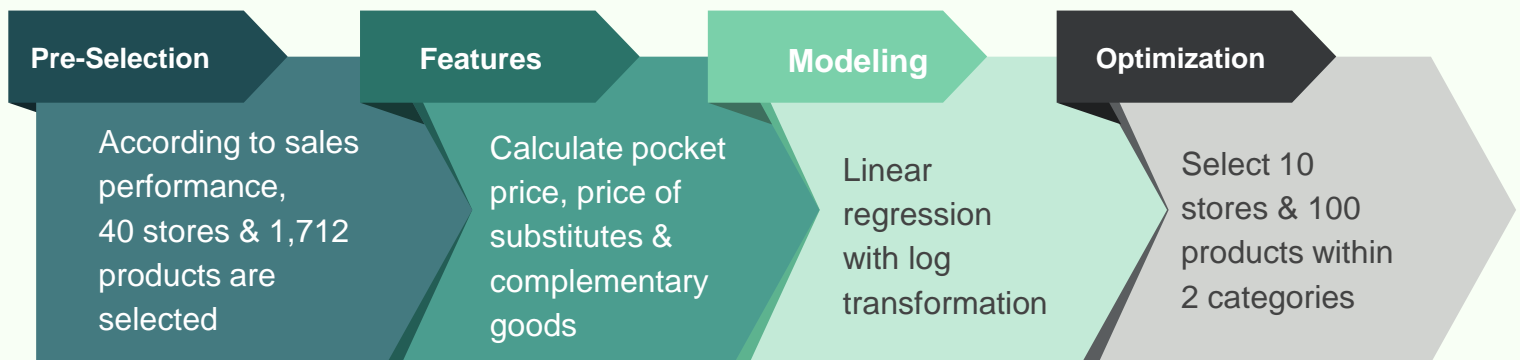 Pre-Selection
According to sales
performance,
40 stores & 1,712
products are
selected
Features
Calculate pocket
price, price of
substitutes &
complementary
goods
Modeling
Linear
regression
with log
transformation
Optimization
Select 10
stores & 100
products within
2 categories